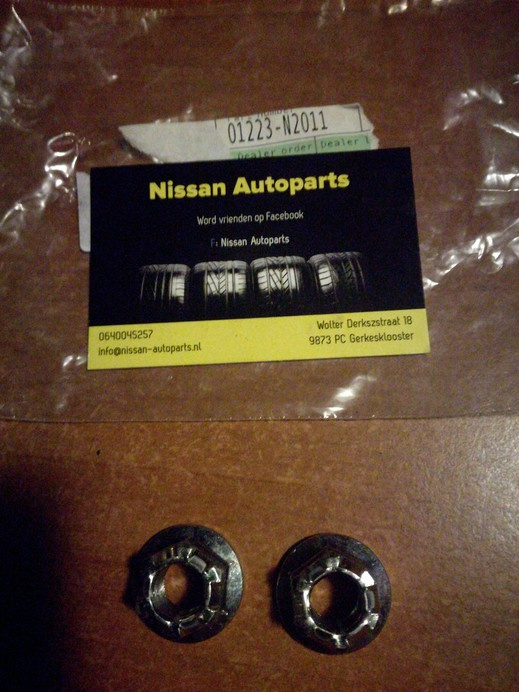 01223-N2011
Dealer order Dealer
Nissan Autoparts
Word vrienden op Facebook
Nissan Autoparts
0640045257
info@nissan-autoparts.nl
Wolter Derkszstraat 18
9873 PC Gerkesklooster